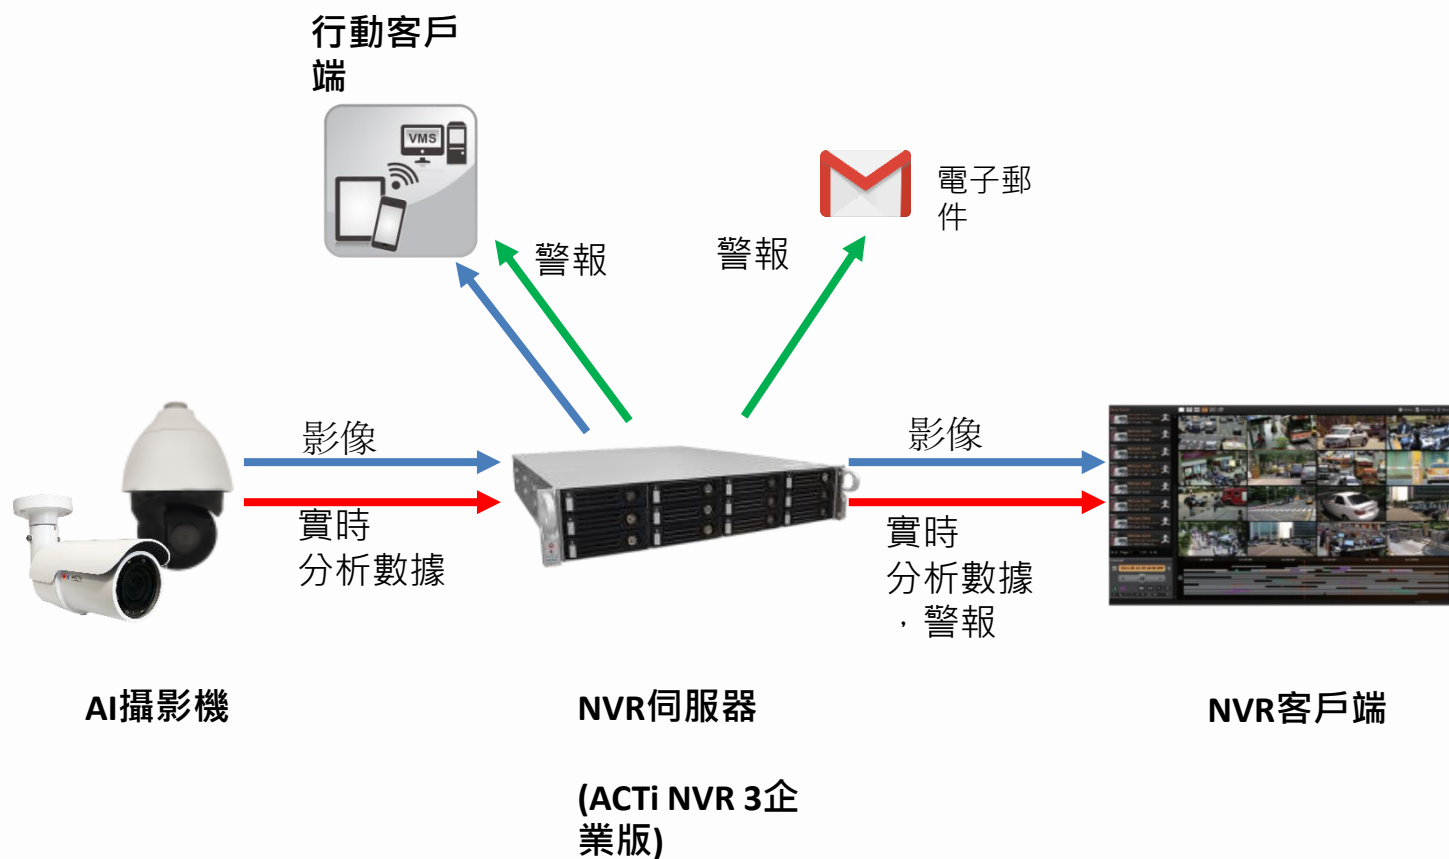 行動客戶
端
VMS
電子郵
件
警報
警報
影像
影像
實時
分析數據
實時
分析數據
，警報
AI攝影機
NVR伺服器
NVR客戶端
(ACTi NVR 3企
業版)